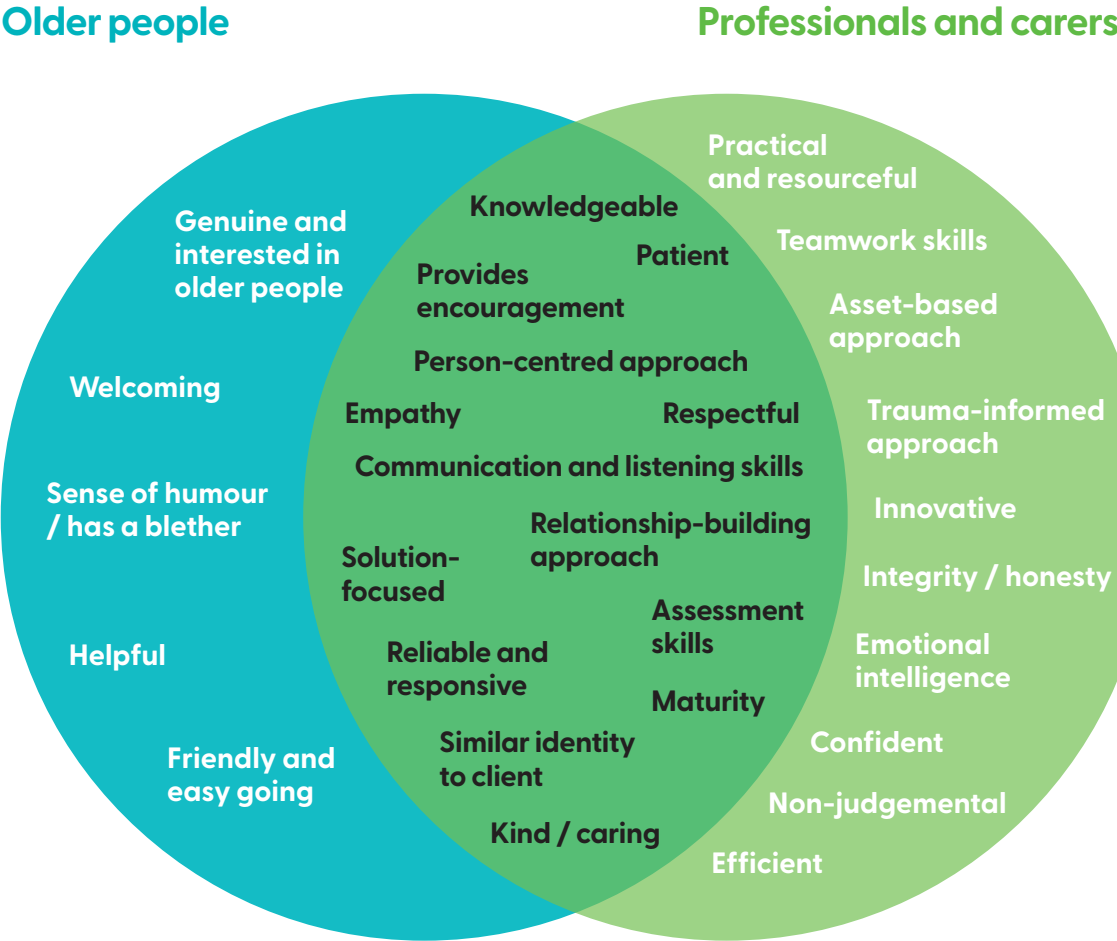 Older people
Professionals and carers
Genuine and
interested in
older people
Welcoming
Sense of humour
/ has a blether
Helpful
Friendly and
easy going
Knowledgeable
Patient
Provides
encouragement
Person-centred approach
Empathy
Respectful
Communication and listening skills
Relationship-building
approach
Solution-
focused
Assessment
skills
Reliable and
responsive
Maturity
Similar identity
to client
Kind / caring
Practical
and resourceful
Teamwork skills
Asset-based
approach
Trauma-informed
approach
Innovative
Integrity / honesty
Emotional
intelligence
Confident
Non-judgemental
Efficient